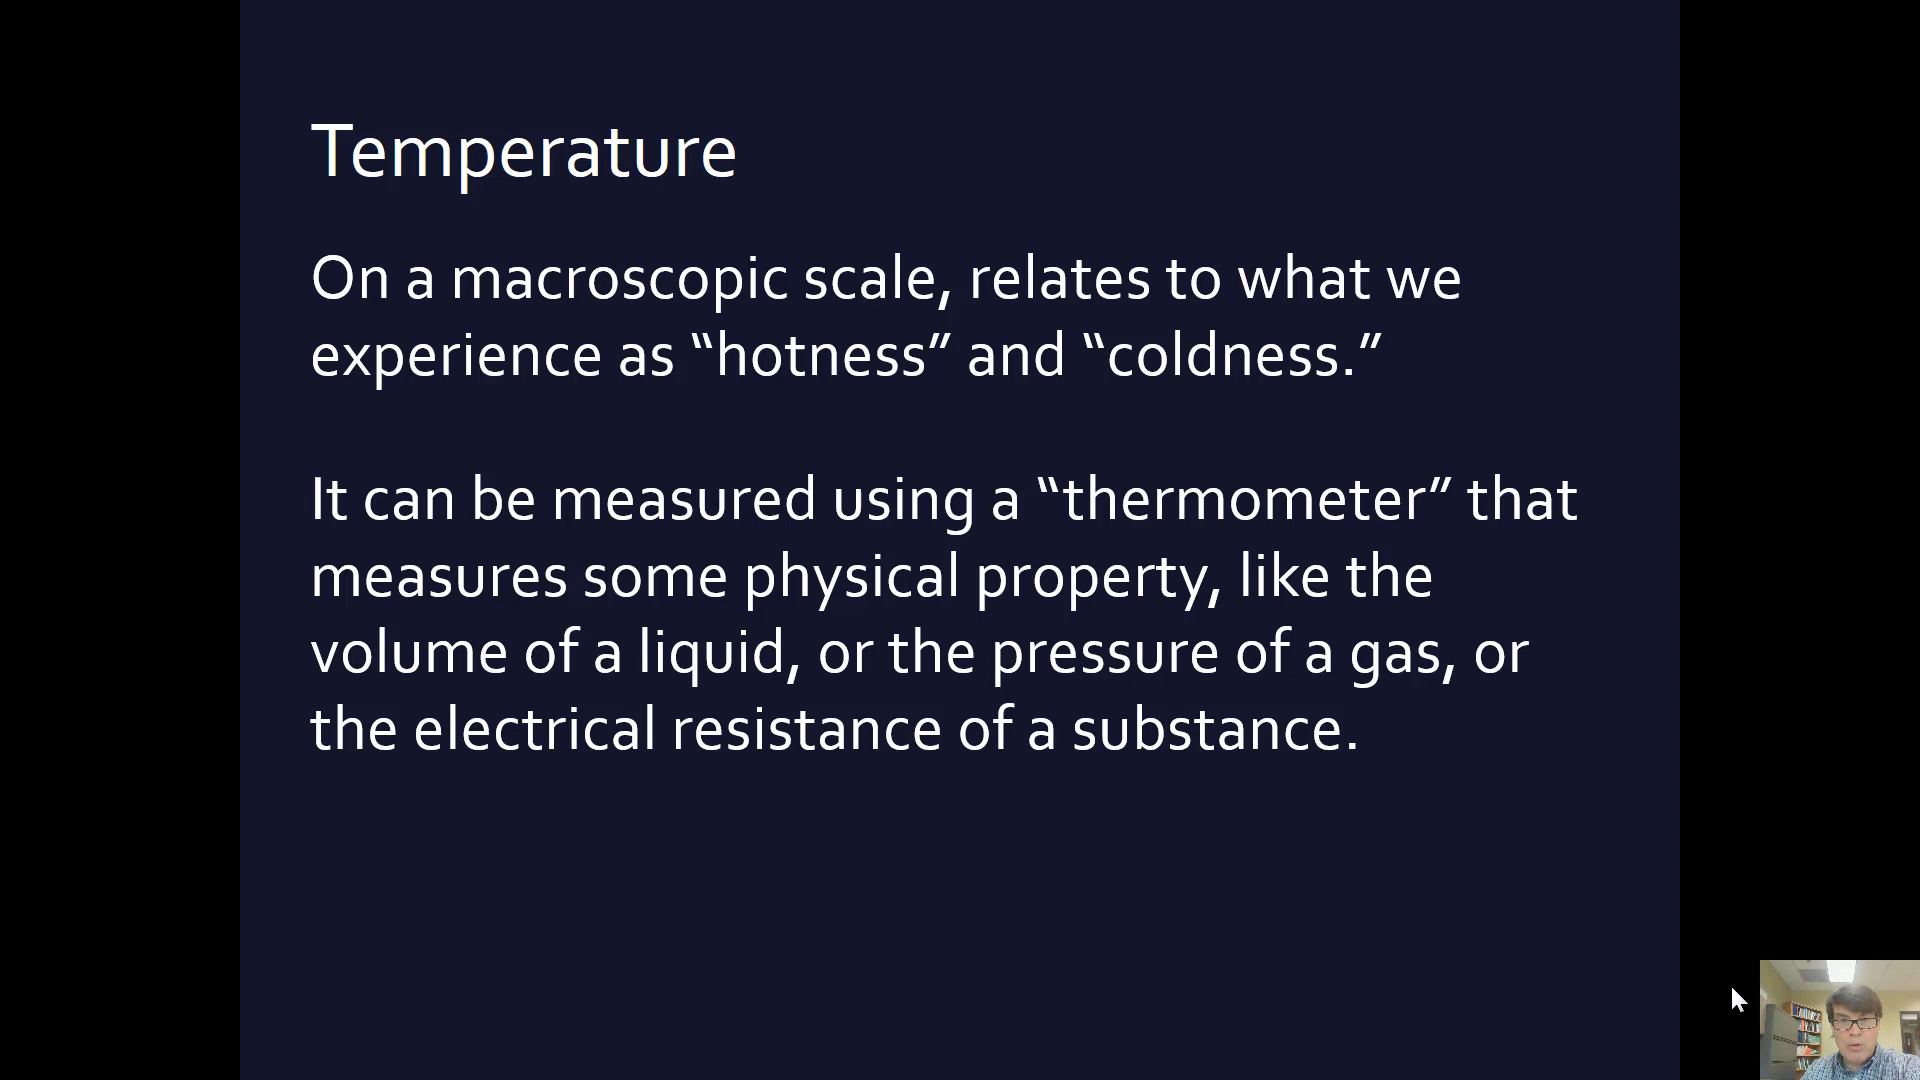 Temperature
On a macroscopic scale, relates to what we
experience as “hotness” and “coldness.”
It can be measured using a “thermometer” that
measures some physical property, like the
volume of a liquid, or the pressure of a gas, or
the electrical resistance of a substance.